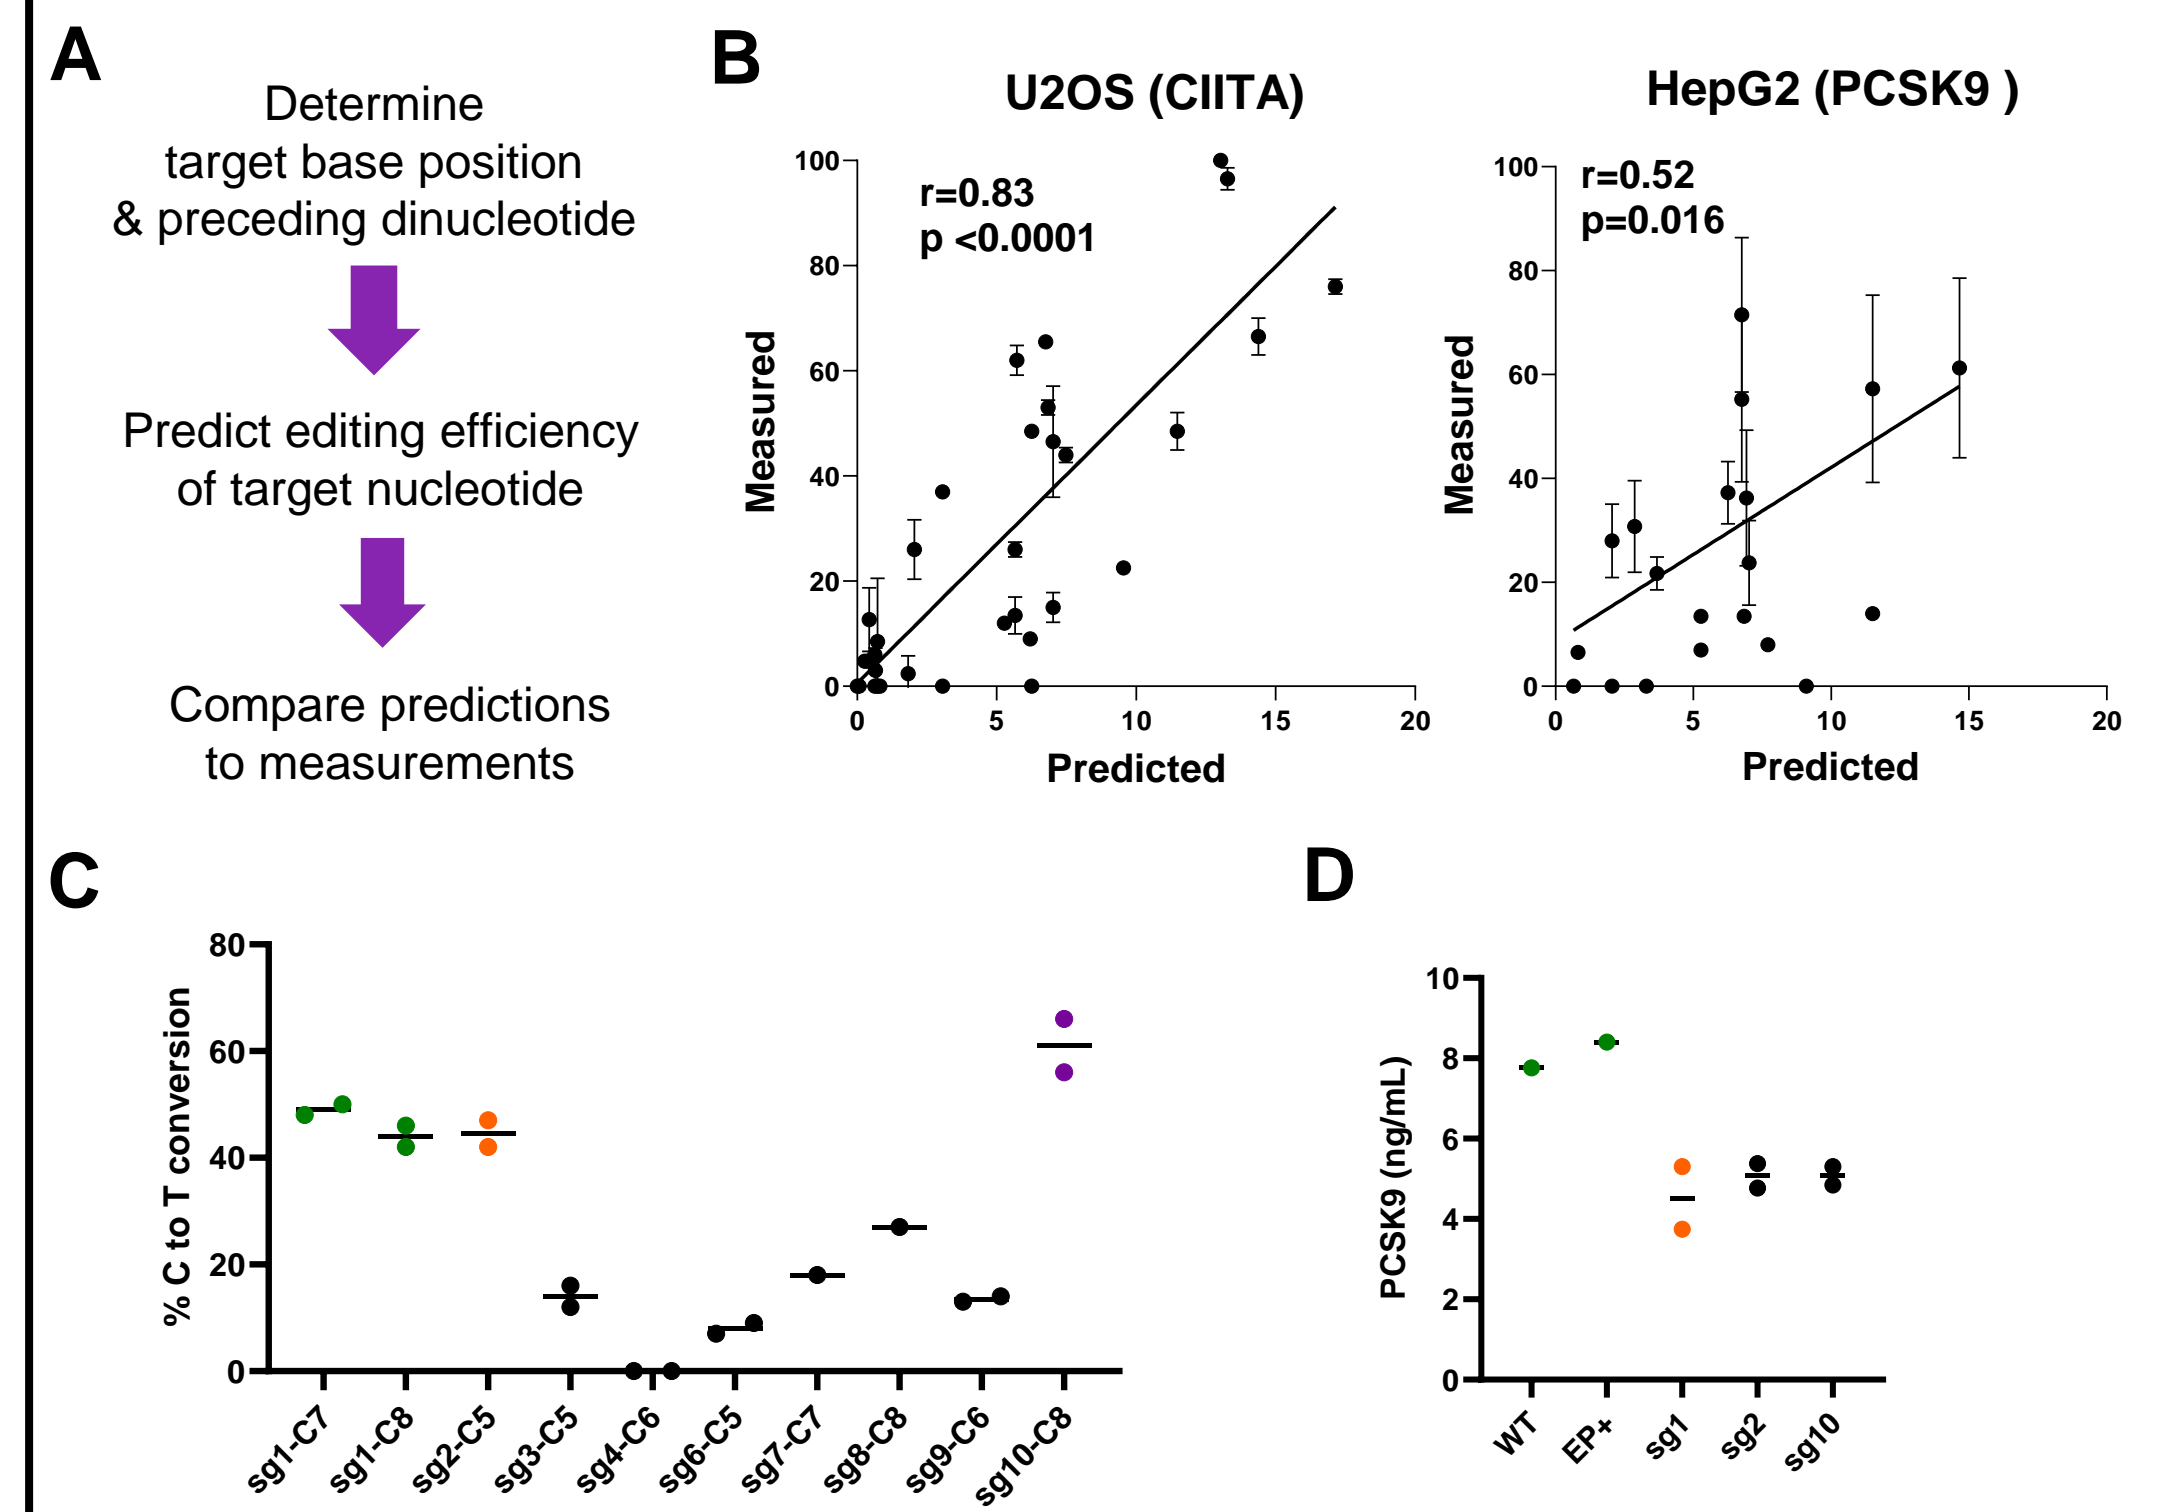 A
Determine
target base position
& preceding dinucleotide
Predict editing efficiency
of target nucleotide
Compare predictions
to measurements
B
U2OS (CIITA)
r=0.83
p <0.0001
Measured
100
80
60
40
20
0
0 5 10 15 20
Predicted
HepG2 (PCSK9 )
r=0.52
p=0.016
Measured
100
80
60
40
20
0
0 5 10 15 20
Predicted
C
% C to T conversion
80
60
40
20
0
sg1-C7 sg1-C8 sg2-C5 sg3-C5 sg4-C6 sg6-C5 sg7-C7 sg8-C8 sg9-C6 sg10-C8
D
PCSK9 (ng/mL)
10
8
6
4
2
0
WT EP+ sg1 sg2 sg10